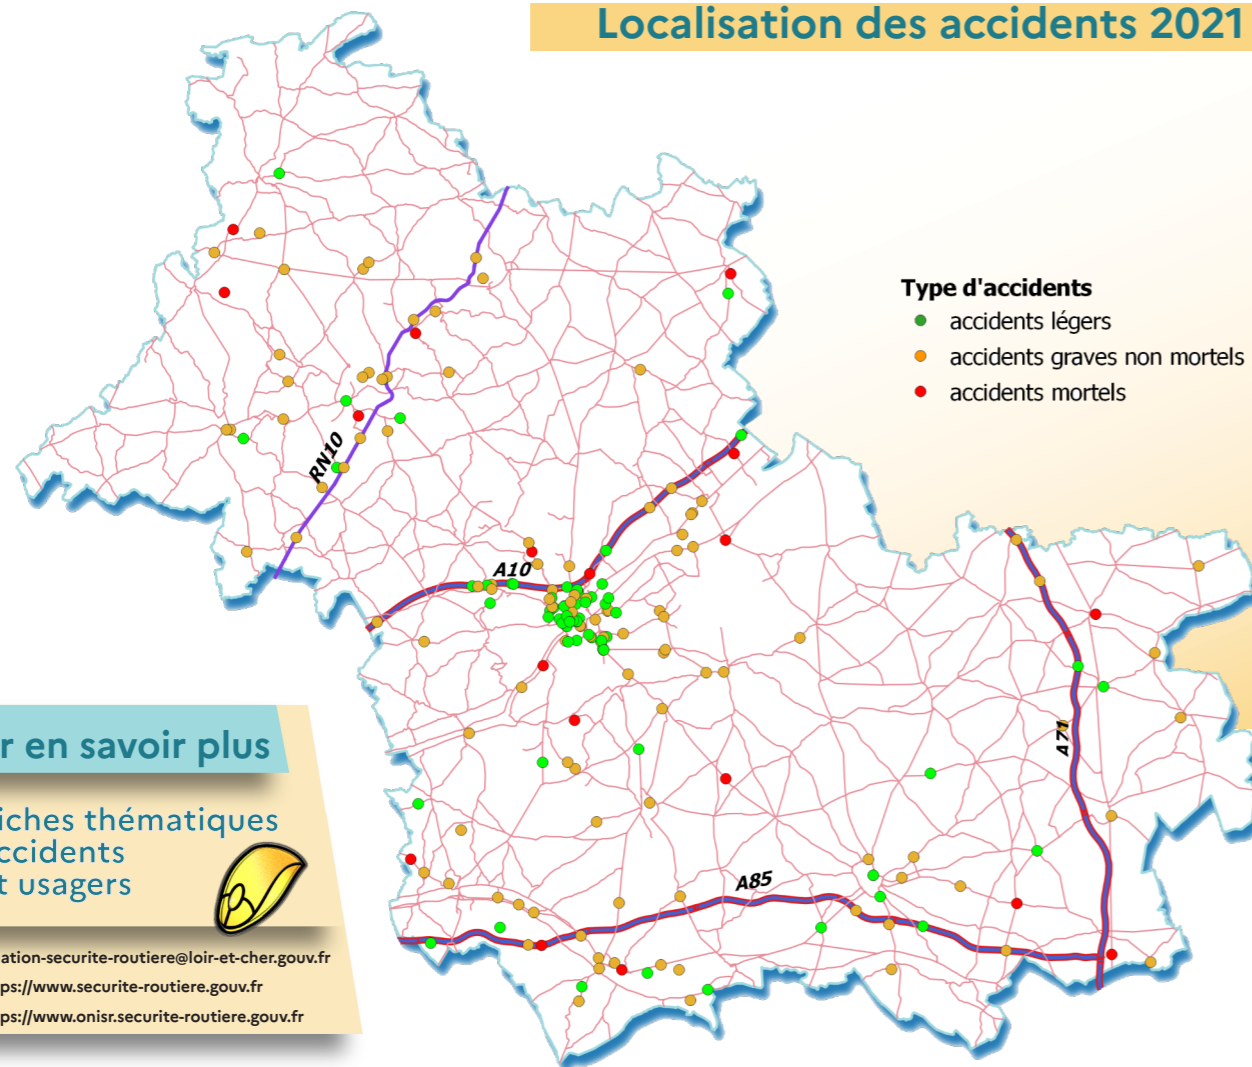 Localisation des accidents 2021
Type d'accidents
accidents légers
accidents graves non mortels
accidents mortels
RN10
A10
A71
A85
r en savoir plus
iches thématiques
ccidents
t usagers
ation-securite-routiere@loir-et-cher.gouv.fr
ps://www.securite-routiere.gouv.fr
ps://www.onisr.securite-routiere.gouv.fr